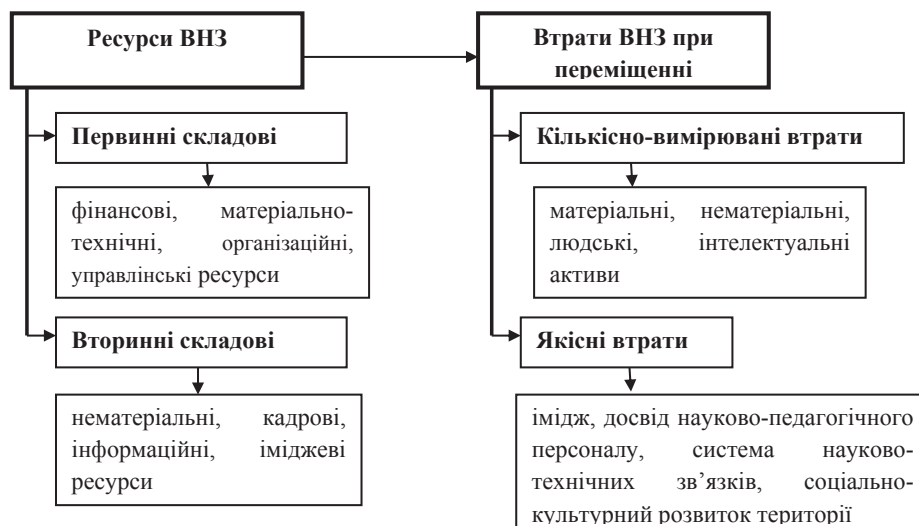 Ресурси ВНЗ
Втрати ВНЗ при
переміщенні
Первинні складові
фінансові, матеріально-
технічні, організаційні,
управлінські ресурси
Вторинні складові
нематеріальні, кадрові,
інформаційні, іміджеві
ресурси
Кількісно-вимірювані втрати
матеріальні, нематеріальні,
людські, інтелектуальні
активи
Якісні втрати
імідж, досвід науково-педагогічного
персоналу, система науково-
технічних зв’язків, соціально-
культурний розвиток території